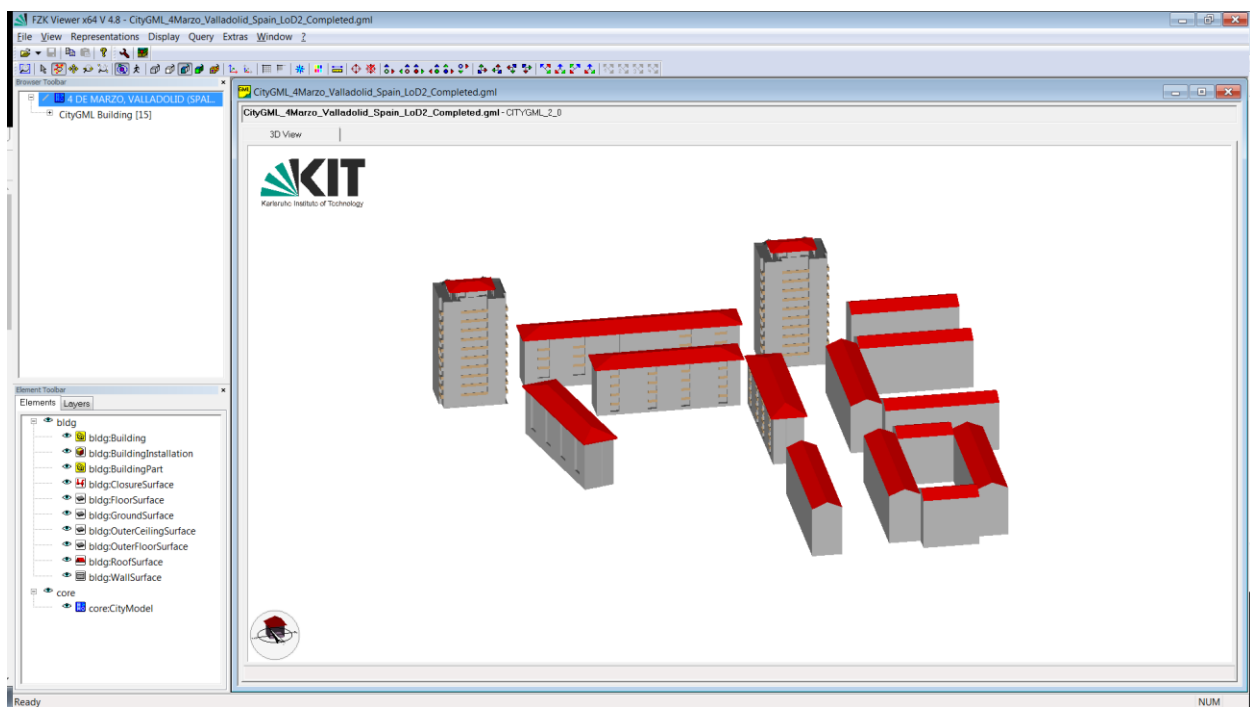 FZK Viewer x64 V 4.8 - CityGML_4Marzo_Valladolid_Spain_LoD2_Completed.gml
File View Representations Display Query Extras Window ?
Browser Toolbar
4 DE MARZO, VALLADOLID (SPAI...
CityGML Building [15]
CityGML_4Marzo_Valladolid_Spain_LoD2_Completed.gml
CityGML_4Marzo_Valladolid_Spain_LoD2_Completed.gml - CITYGML_2_0
3D View
KIT
Karlsruhe Institute of Technology
Element Toolbar
Elements Layers
bldg
bldg:Building
bldg:BuildingInstallation
bldg:BuildingPart
bldg:ClosureSurface
bldg:FloorSurface
bldg:GroundSurface
bldg:OuterCeilingSurface
bldg:OuterFloorSurface
bldg:RoofSurface
bldg:WallSurface
core
core:CityModel
Ready
NUM